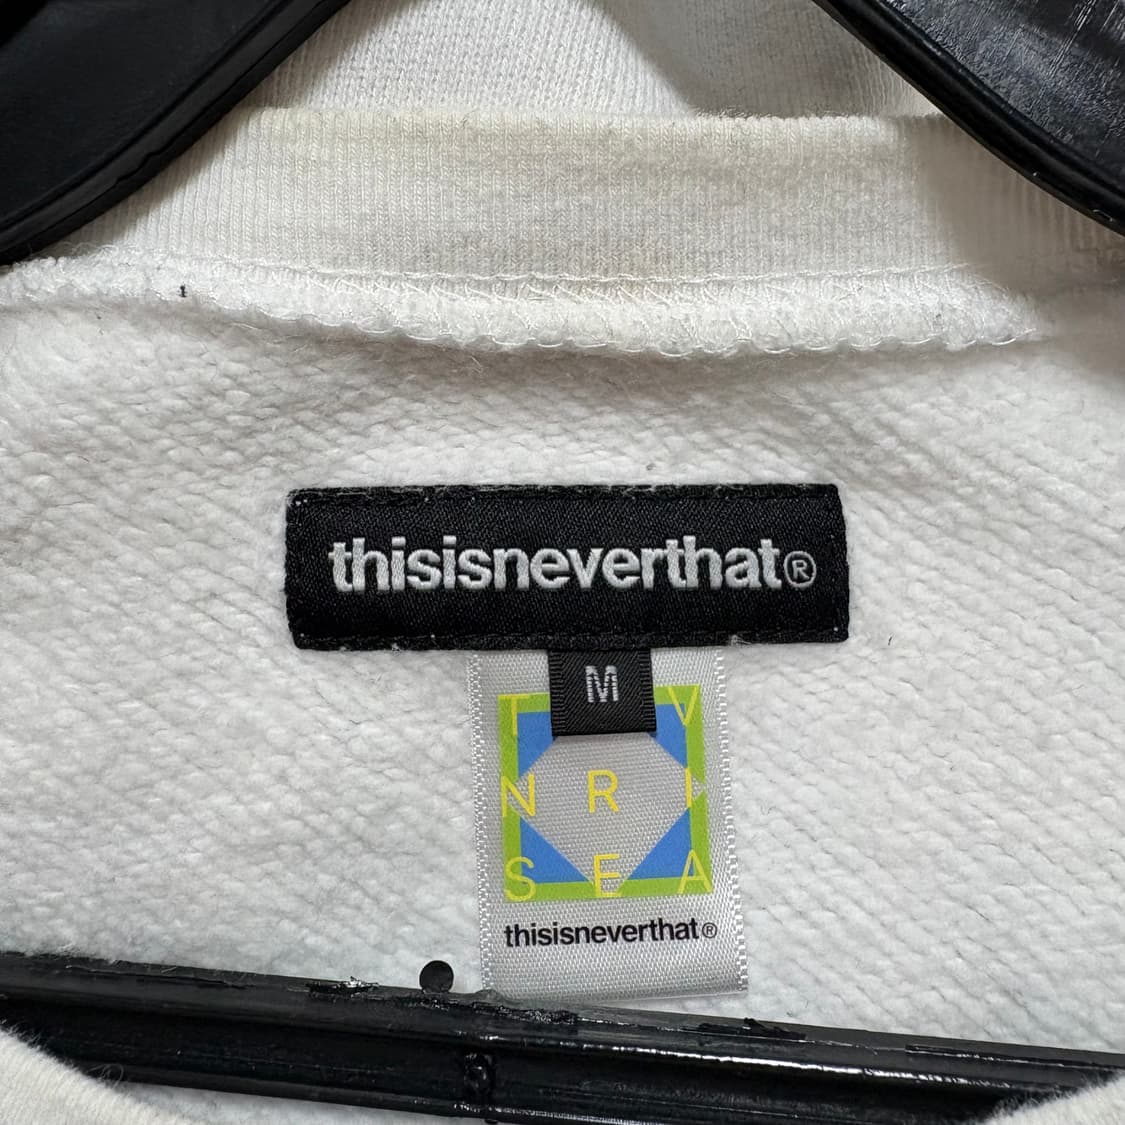 thisisneverthat®
M
T V
N R I
S E A
thisisneverthat®